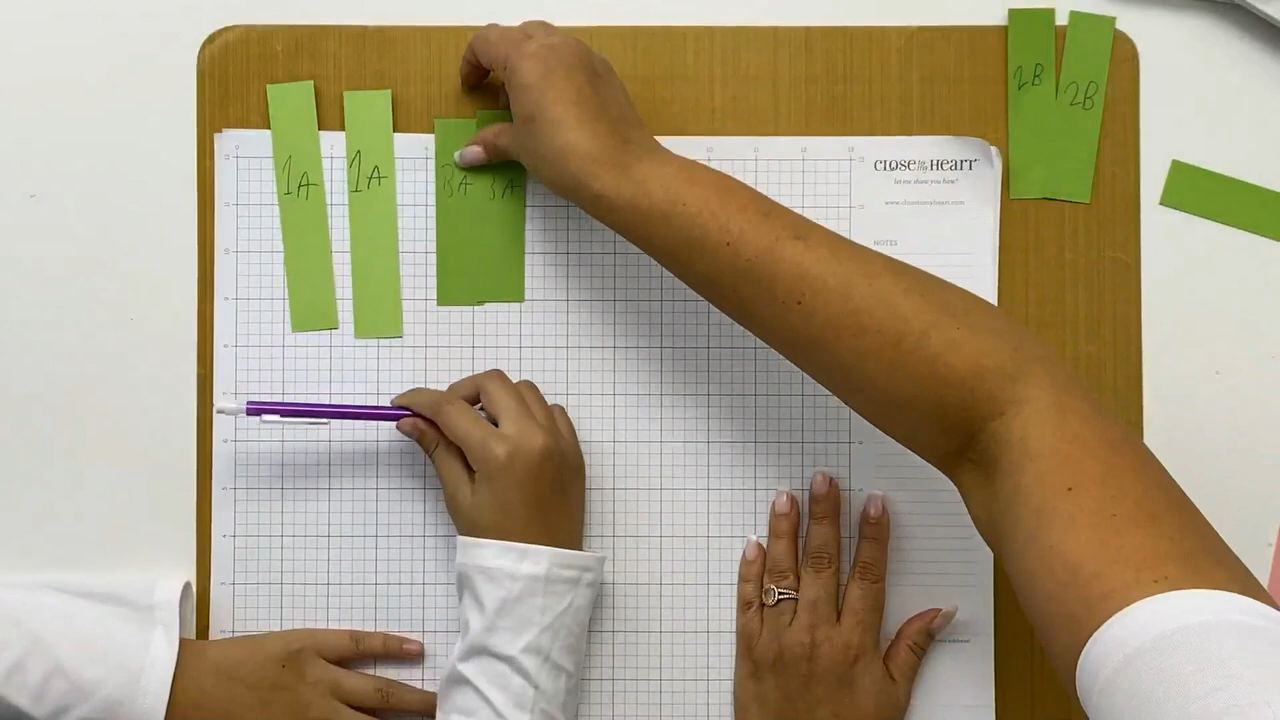 1A
1A
3A
3A
2B
2B
CLOSE to my HEART
let me show you how!
www.closetomyheart.com
NOTES